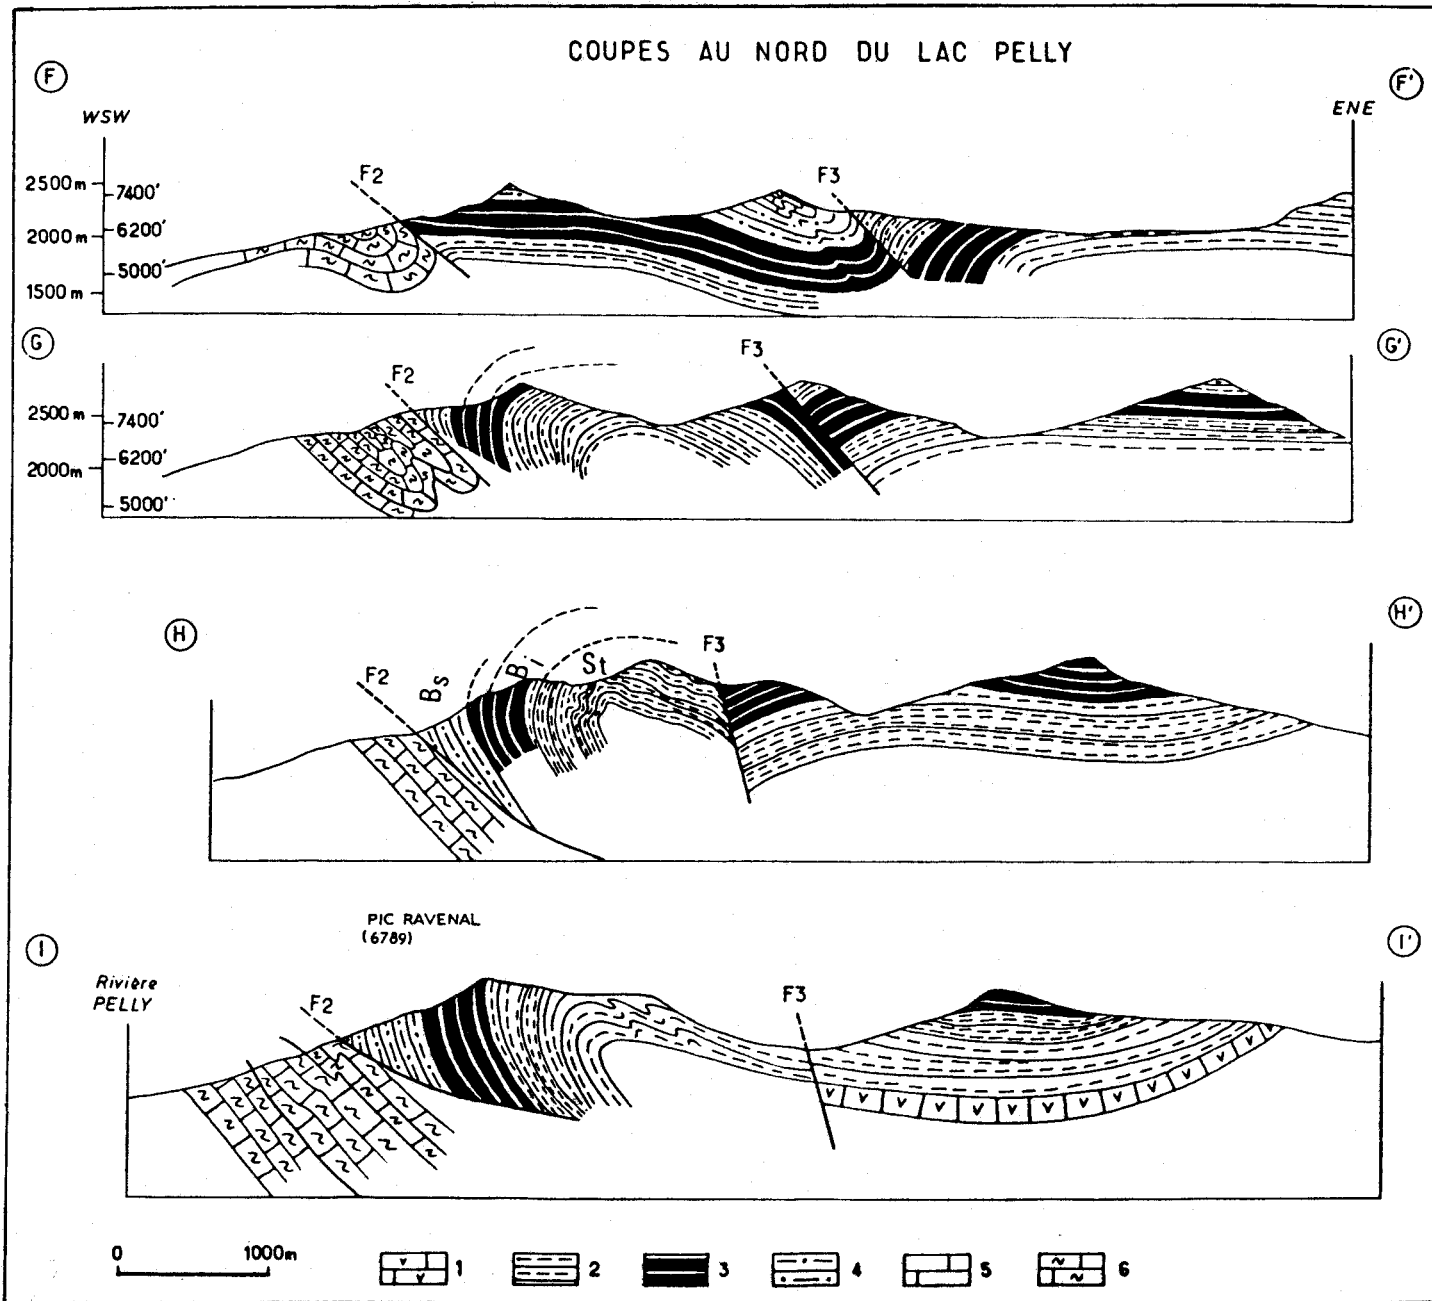 COUPES AU NORD DU LAC PELLY
F F'
WSW ENE
F2 F3
2500m 7400'
6200'
2000m
5000'
1500m
G G'
F2 F3
2500m 7400'
6200'
2000m
5000'
H H'
F2 Bs Bi St F3
PIC RAVENAL
(6789)
I I'
Rivière
PELLY
F2 F3
0 1000m
1 2 3 4 5 6